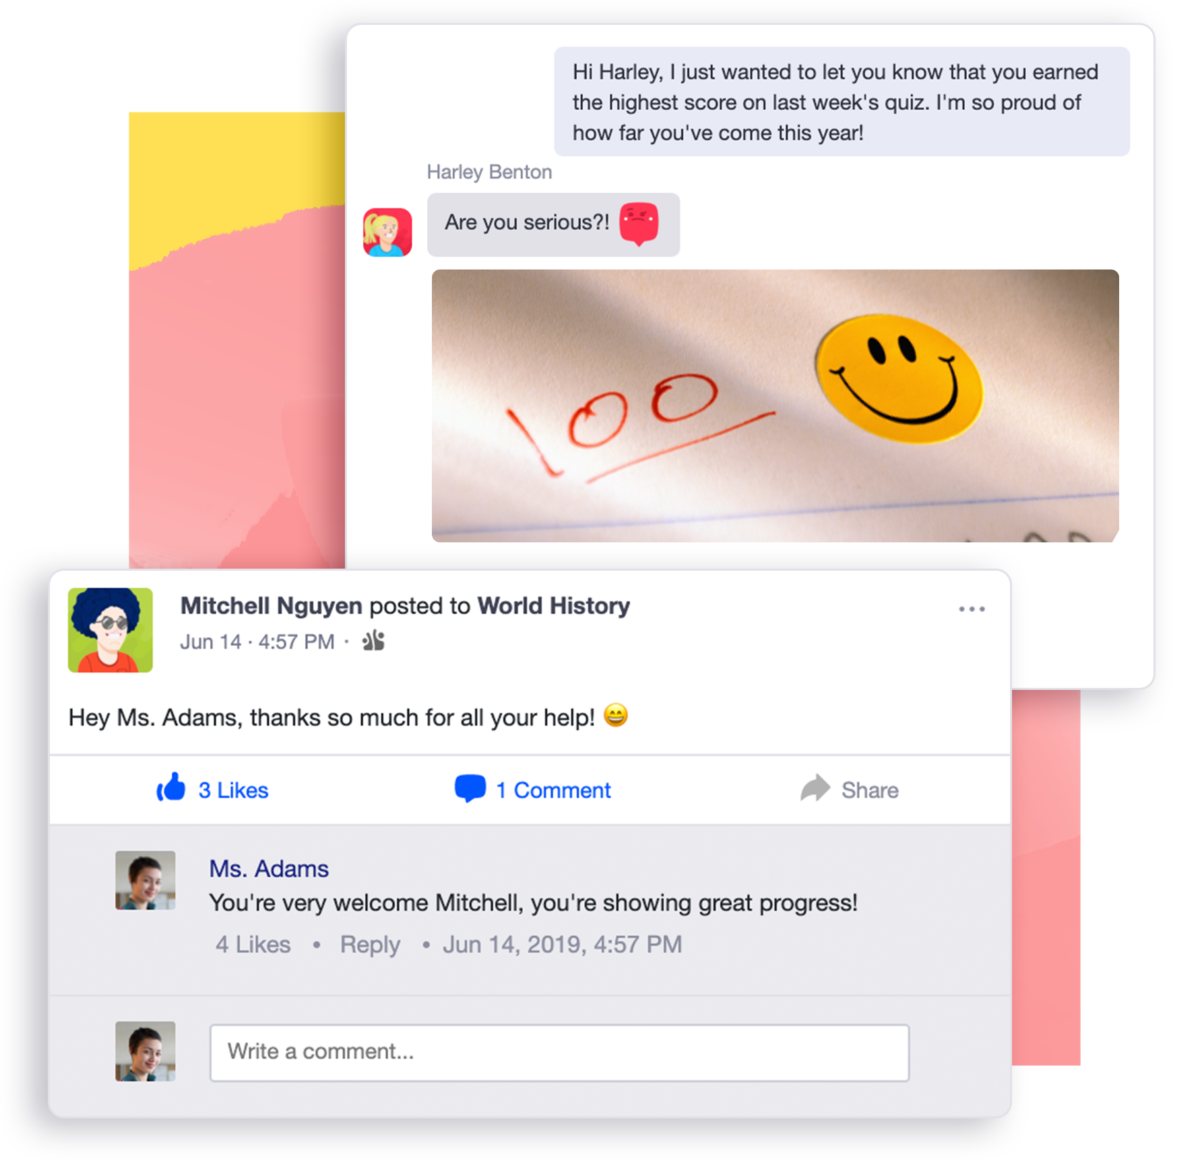 Hi Harley, I just wanted to let you know that you earned
the highest score on last week's quiz. I'm so proud of
how far you've come this year!
Harley Benton
Are you serious?!
100
Mitchell Nguyen posted to World History
Jun 14 · 4:57 PM ·
Hey Ms. Adams, thanks so much for all your help! 😄
3 Likes
1 Comment
Share
Ms. Adams
You're very welcome Mitchell, you're showing great progress!
4 Likes • Reply • Jun 14, 2019, 4:57 PM
Write a comment...